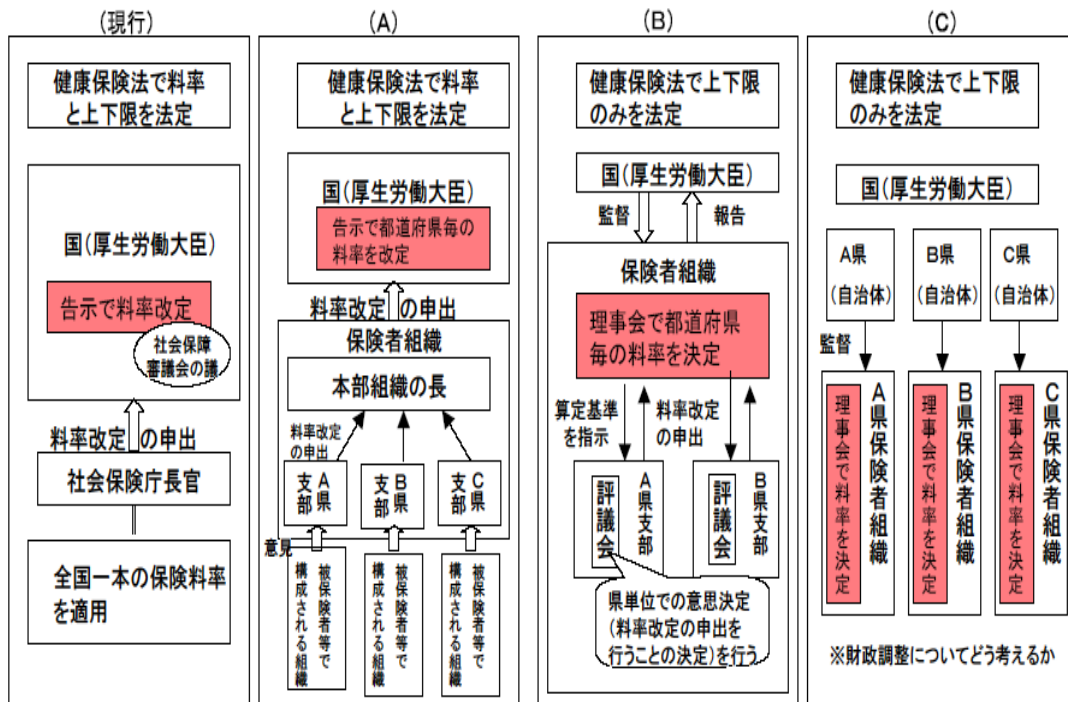 (現行)
健康保険法で料率
と上下限を法定
国(厚生労働大臣)
告示で料率改定
社会保障
審議会の議
料率改定の申出
社会保険庁長官
全国一本の保険料率
を適用
(A)
健康保険法で料率
と上下限を法定
国(厚生労働大臣)
告示で都道府県毎の
料率を改定
料率改定の申出
保険者組織
本部組織の長
料率改定
の申出
A県
支部
B県
支部
C県
支部
意見
被保険者等で
構成される組織
被保険者等で
構成される組織
被保険者等で
構成される組織
(B)
健康保険法で上下限
のみを法定
国(厚生労働大臣)
監督
報告
保険者組織
理事会で都道府県
毎の料率を決定
算定基準
を指示
料率改定
の申出
A県支部
評議会
B県支部
評議会
県単位での意思決定
(料率改定の申出を
行うことの決定)を行う
(C)
健康保険法で上下限
のみを法定
国(厚生労働大臣)
A県
(自治体)
B県
(自治体)
C県
(自治体)
監督
A県保険者組織
理事会で料率を決定
B県保険者組織
理事会で料率を決定
C県保険者組織
理事会で料率を決定
※財政調整についてどう考えるか